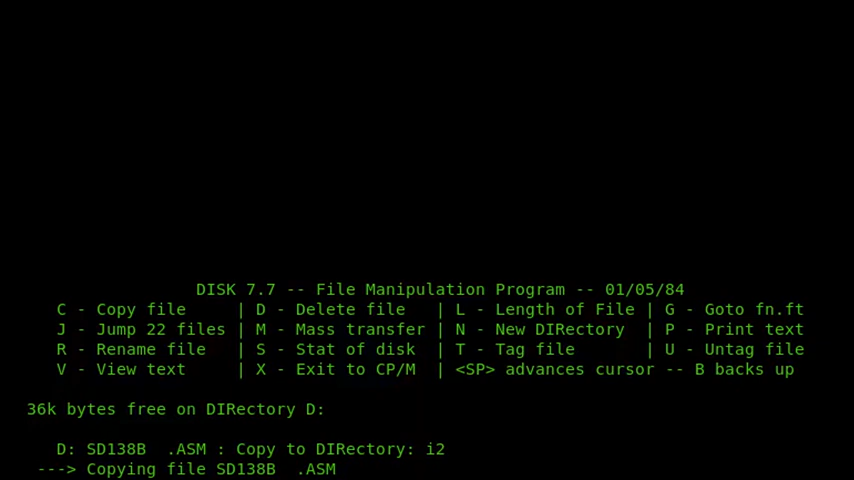 DISK 7.7 -- File Manipulation Program -- 01/05/84
C - Copy file      | D - Delete file   | L - Length of File | G - Goto fn.ft
J - Jump 22 files | M - Mass transfer | N - New DIRectory  | P - Print text
R - Rename file   | S - Stat of disk  | T - Tag file       | U - Untag file
V - View text     | X - Exit to CP/M  | <SP> advances cursor -- B backs up
36k bytes free on DIRectory D:
D: SD138B  .ASM : Copy to DIRectory: i2
---> Copying file SD138B  .ASM